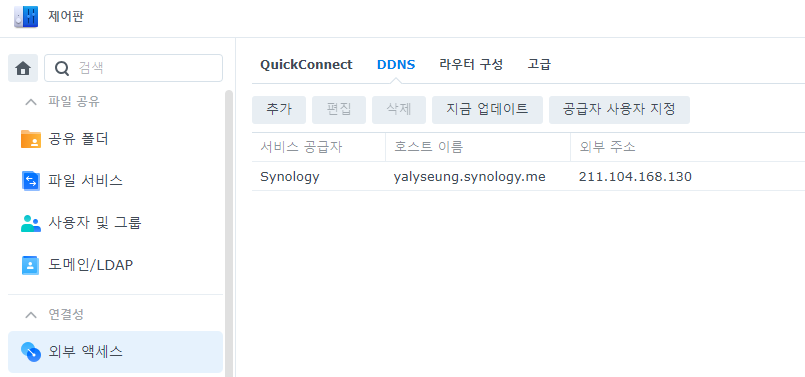 제어판
검색
파일 공유
공유 폴더
파일 서비스
사용자 및 그룹
도메인/LDAP
연결성
외부 액세스
QuickConnect DDNS 라우터 구성 고급
추가 편집 삭제 지금 업데이트 공급자 사용자 지정
서비스 공급자 호스트 이름 외부 주소
Synology yalyseung.synology.me 211.104.168.130